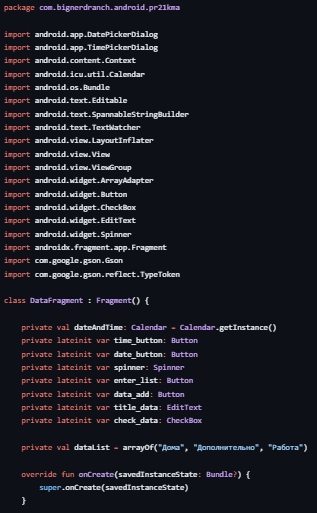 package com.bignerdranch.android.pr21kma
import android.app.DatePickerDialog
import android.app.TimePickerDialog
import android.content.Context
import android.icu.util.Calendar
import android.os.Bundle
import android.text.Editable
import android.text.SpannableStringBuilder
import android.text.TextWatcher
import android.view.LayoutInflater
import android.view.View
import android.view.ViewGroup
import android.widget.ArrayAdapter
import android.widget.Button
import android.widget.CheckBox
import android.widget.EditText
import android.widget.Spinner
import androidx.fragment.app.Fragment
import com.google.gson.Gson
import com.google.gson.reflect.TypeToken
class DataFragment : Fragment() {
private val dateAndTime: Calendar = Calendar.getInstance()
private lateinit var time_button: Button
private lateinit var date_button: Button
private lateinit var spinner: Spinner
private lateinit var enter_list: Button
private lateinit var data_add: Button
private lateinit var title_data: EditText
private lateinit var check_data: CheckBox
private val dataList = arrayOf("Дома", "Дополнительно", "Работа")
override fun onCreate(savedInstanceState: Bundle?) {
super.onCreate(savedInstanceState)
}